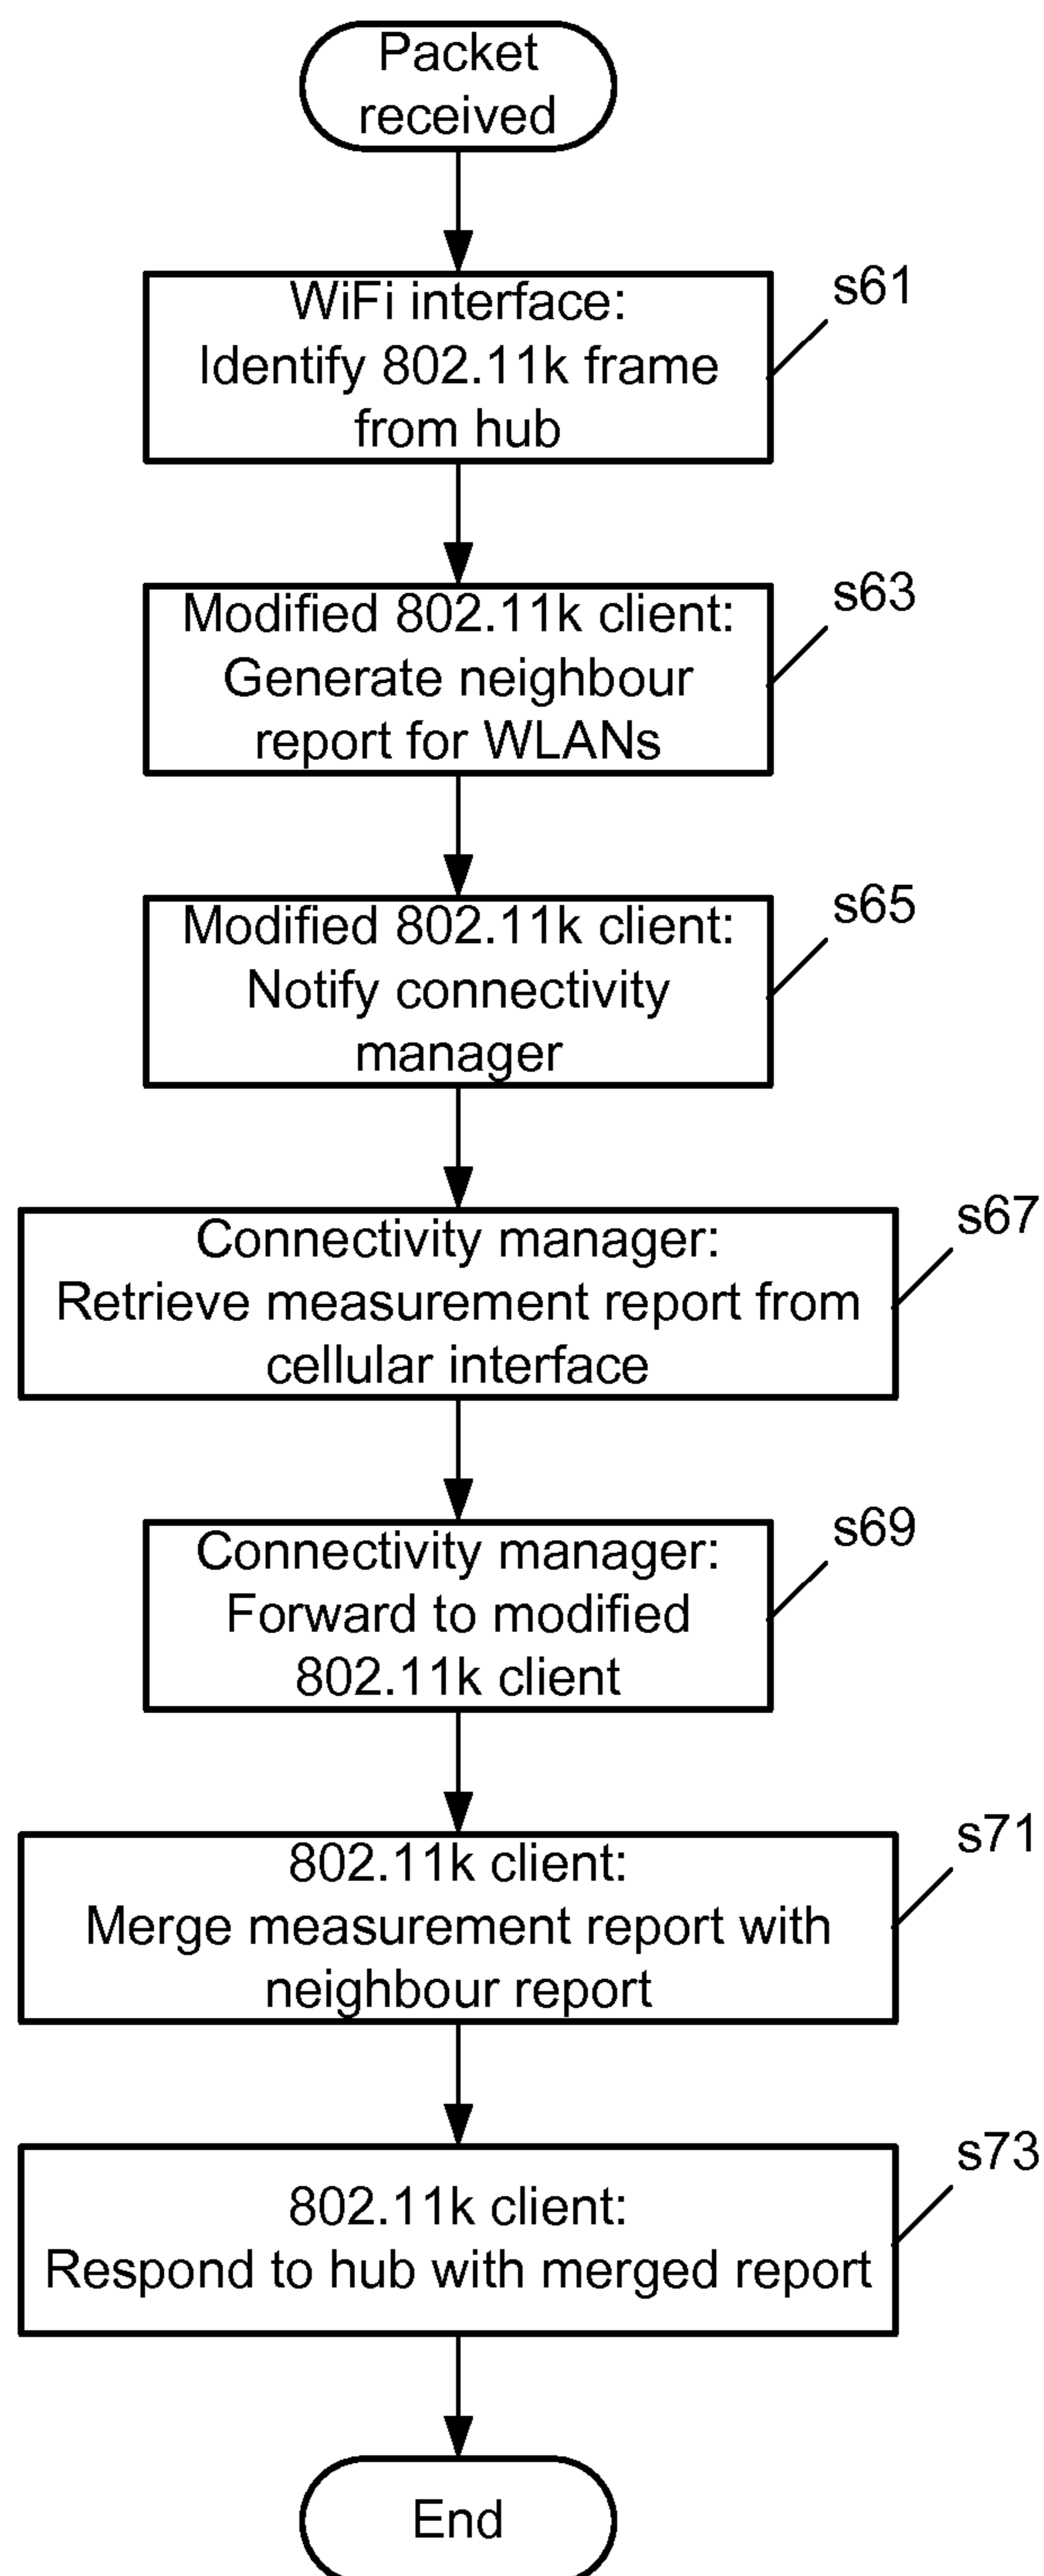 Packet
received
WiFi interface:
Identify 802.11k frame
from hub
s61
Modified 802.11k client:
Generate neighbour
report for WLANs
s63
Modified 802.11k client:
Notify connectivity
manager
s65
Connectivity manager:
Retrieve measurement report from
cellular interface
s67
Connectivity manager:
Forward to modified
802.11k client
s69
802.11k client:
Merge measurement report with
neighbour report
s71
802.11k client:
Respond to hub with merged report
s73
End